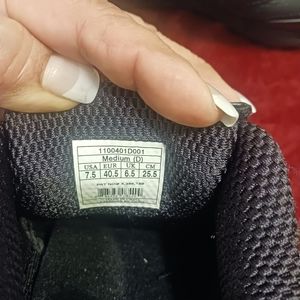 1100401D001
Medium (D)
USA EUR UK CM
7.5 40.5 6.5 25.5